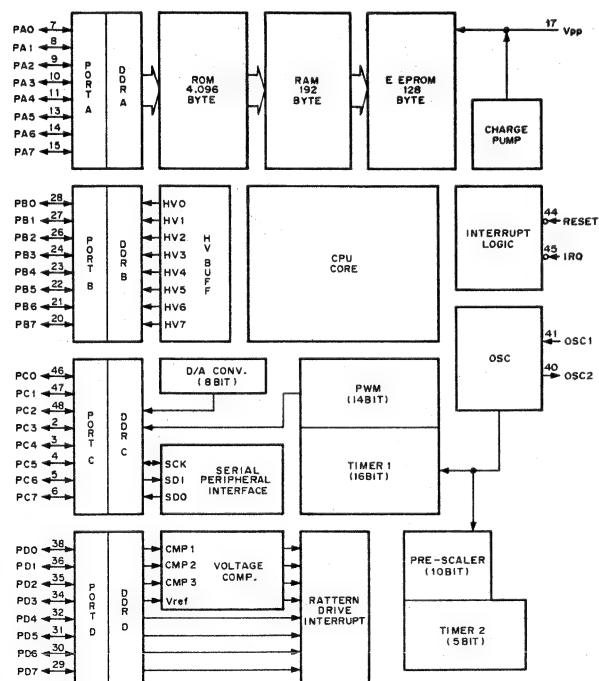 PA0 7
PA1 8
PA2 9
PA3 10
PA4 11
PA5 13
PA6 14
PA7 15
PORT A
DDR A
ROM
4,096
BYTE
RAM
192
BYTE
E EPROM
128
BYTE
17 Vpp
CHARGE
PUMP
PB0 28
PB1 27
PB2 26
PB3 24
PB4 23
PB5 22
PB6 21
PB7 20
PORT B
DDR B
HV0
HV1
HV2
HV3
HV4
HV5
HV6
HV7
HV BUFF
CPU
CORE
INTERRUPT
LOGIC
44 RESET
45 IRQ
OSC
41 OSC1
40 OSC2
PC0 46
PC1 47
PC2 48
PC3 2
PC4 3
PC5 4
PC6 5
PC7 6
PORT C
DDR C
D/A CONV.
(8BIT)
PWM
(14BIT)
TIMER 1
(16BIT)
SCK
SDI
SDO
SERIAL
PERIPHERAL
INTERFACE
PRE-SCALER
(10BIT)
TIMER 2
(5BIT)
PD0 38
PD1 36
PD2 35
PD3 34
PD4 32
PD5 31
PD6 30
PD7 29
PORT D
DDR D
CMP1
CMP2
CMP3
Vref
VOLTAGE
COMP.
RATTERN
DRIVE
INTERRUPT